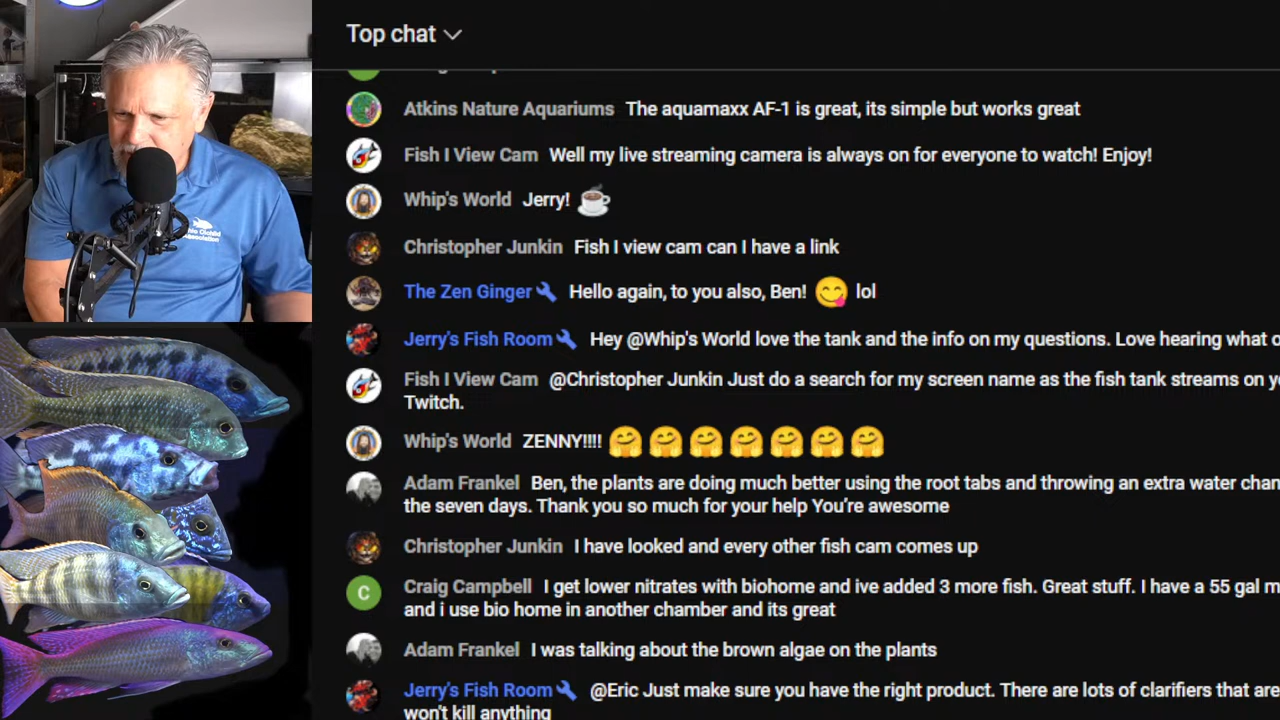 Top chat
Atkins Nature Aquariums The aquamaxx AF-1 is great, its simple but works great
Fish I View Cam Well my live streaming camera is always on for everyone to watch! Enjoy!
Whip's World Jerry! ☕
Christopher Junkin Fish I view cam can I have a link
The Zen Ginger Hello again, to you also, Ben! 😋 lol
Jerry's Fish Room Hey @Whip's World love the tank and the info on my questions. Love hearing what
Fish I View Cam @Christopher Junkin Just do a search for my screen name as the fish tank streams on
Twitch.
Whip's World ZENNY!!!! 🤗🤗🤗🤗🤗🤗🤗
Adam Frankel Ben, the plants are doing much better using the root tabs and throwing an extra water
the seven days. Thank you so much for your help You’re awesome
Christopher Junkin I have looked and every other fish cam comes up
C
Craig Campbell I get lower nitrates with biohome and ive added 3 more fish. Great stuff. I have a 55 gal
and i use bio home in another chamber and its great
Adam Frankel I was talking about the brown algae on the plants
Jerry's Fish Room @Eric Just make sure you have the right product. There are lots of clarifiers that are
won't kill anything